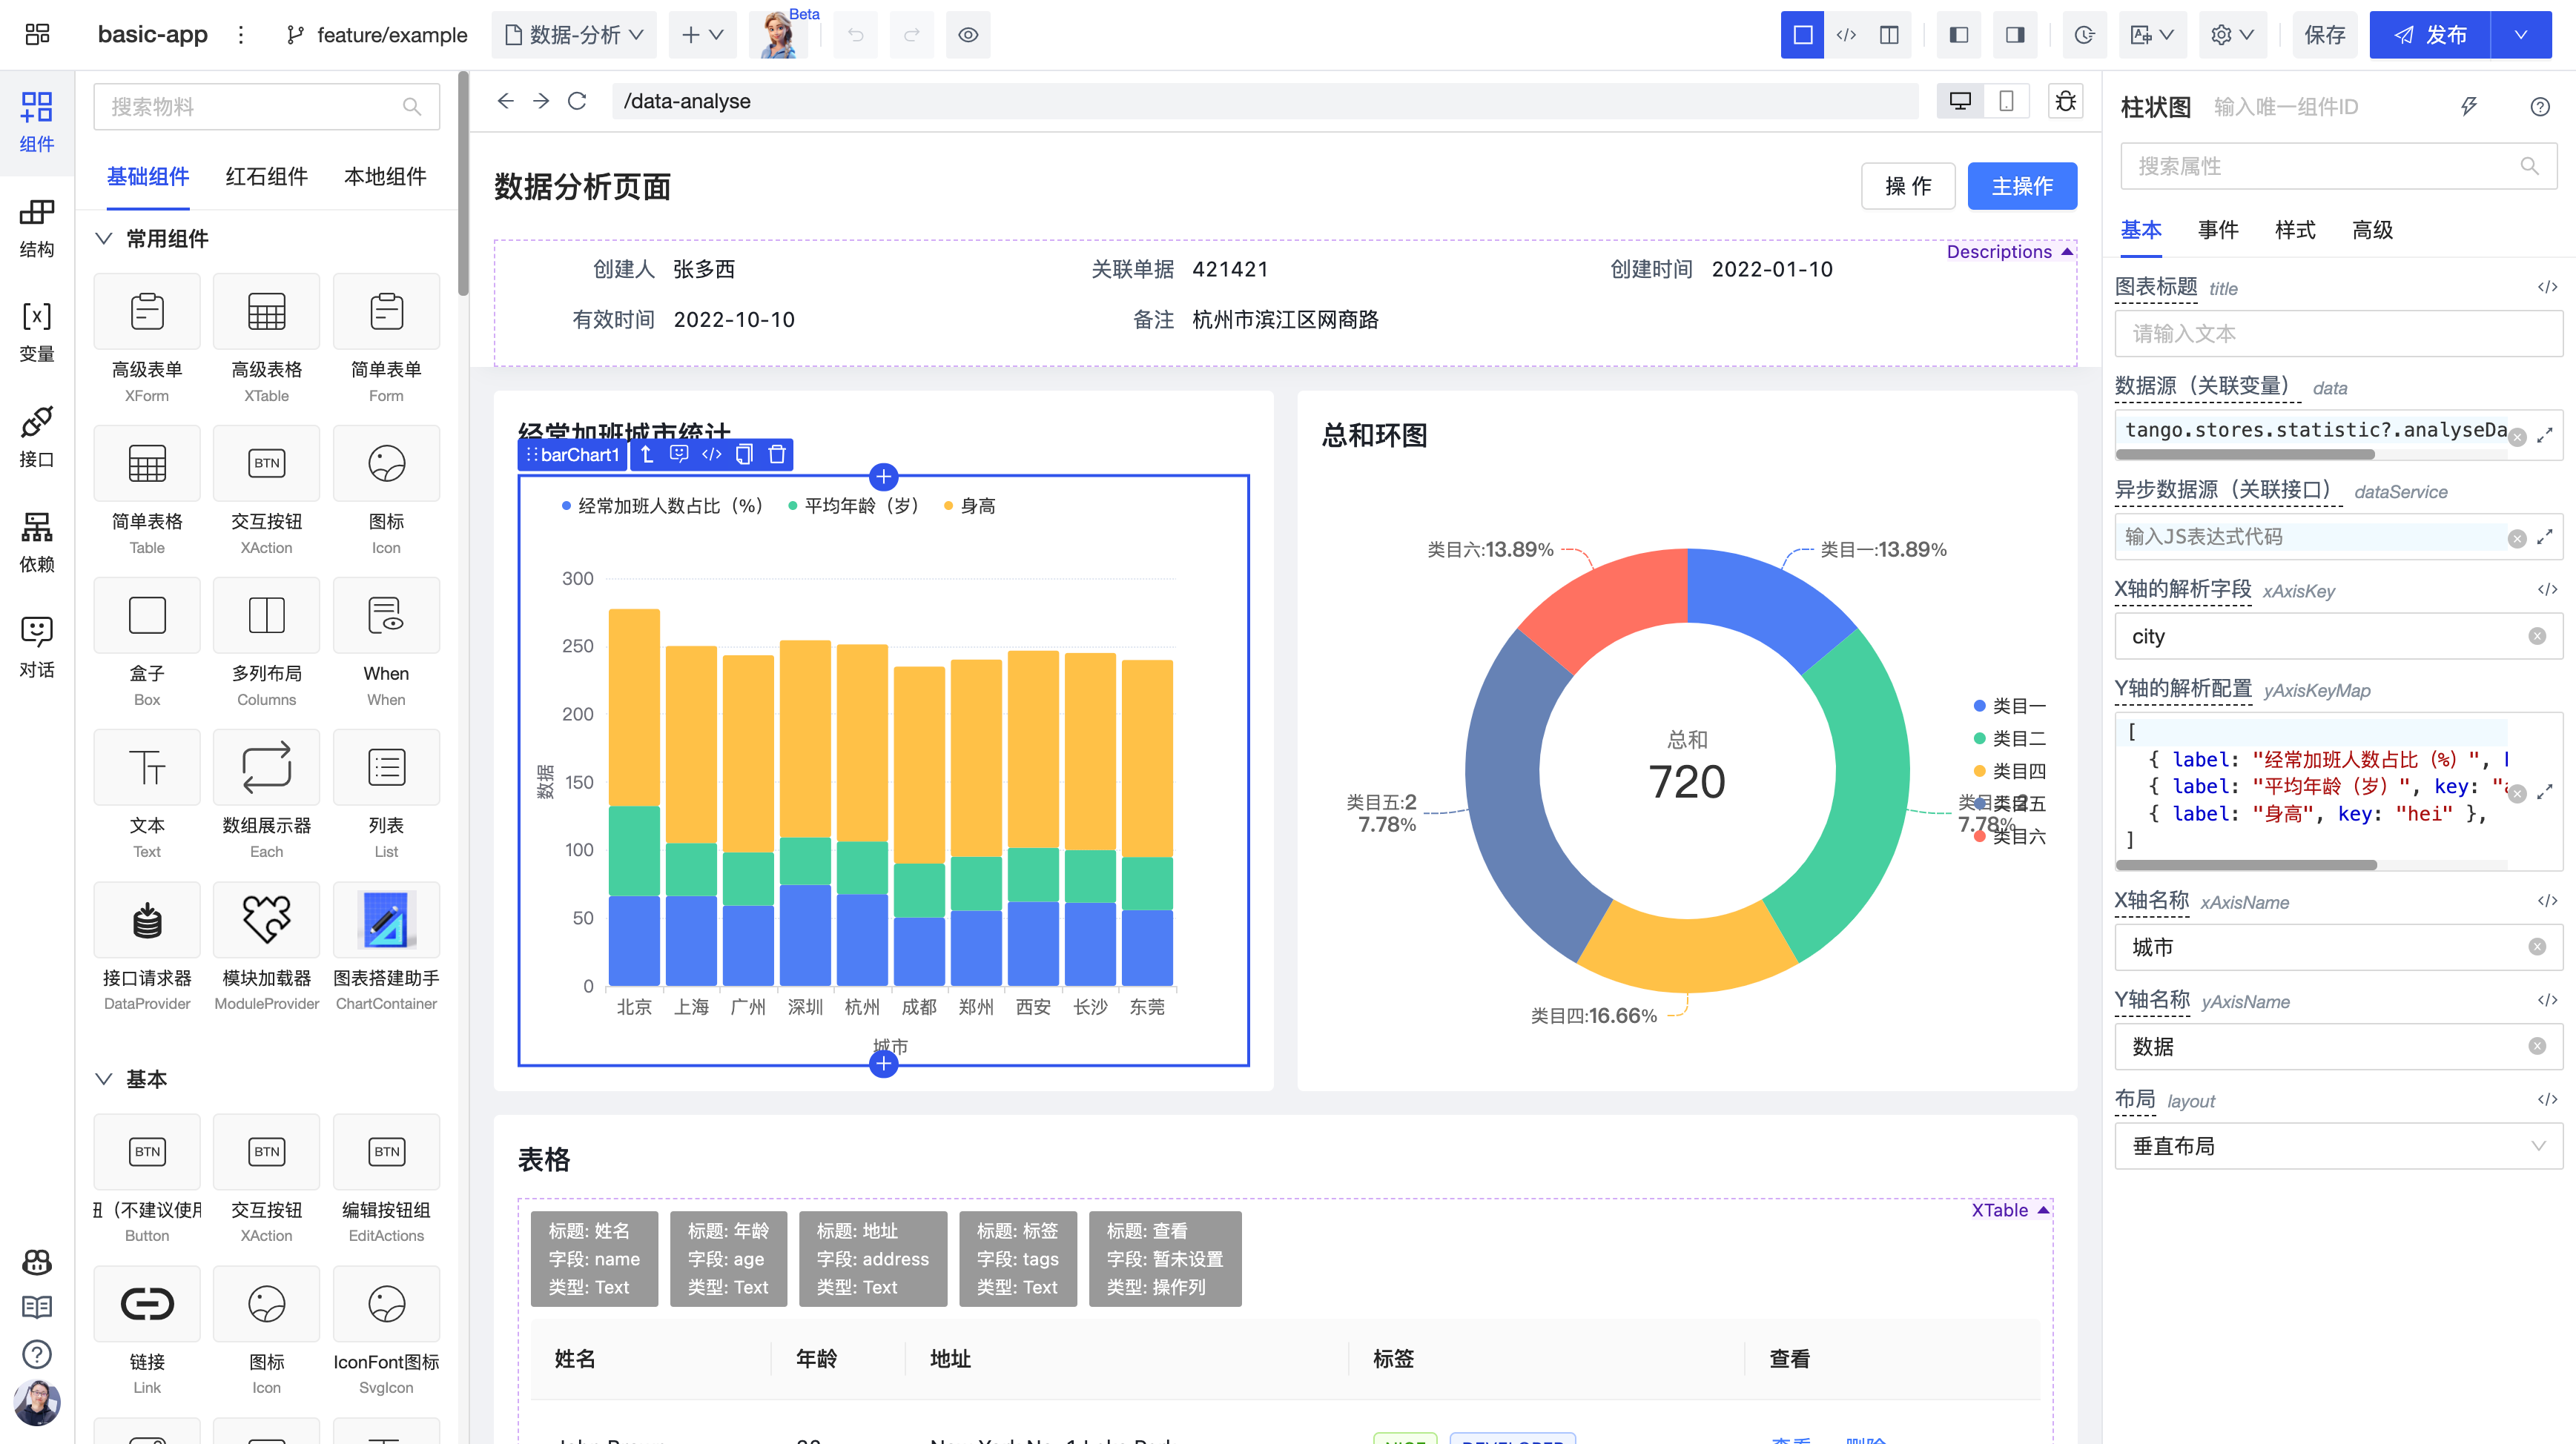 basic-app
feature/example
数据-分析
Beta
保存
发布
组件
结构
变量
接口
依赖
对话
搜索物料
基础组件
红石组件
本地组件
常用组件
高级表单
XForm
高级表格
XTable
简单表单
Form
简单表格
Table
BTN
交互按钮
XAction
图标
Icon
盒子
Box
多列布局
Columns
When
When
文本
Text
数组展示器
Each
列表
List
接口请求器
DataProvider
模块加载器
ModuleProvider
图表搭建助手
ChartContainer
基本
BTN
(不建议使用
Button
BTN
交互按钮
XAction
BTN
编辑按钮组
EditActions
链接
Link
图标
Icon
IconFont图标
SvgIcon
/data-analyse
数据分析页面
操 作
主操作
Descriptions
创建人 张多西
关联单据 421421
创建时间 2022-01-10
有效时间 2022-10-10
备注 杭州市滨江区网商路
经常加班城市统计
barChart1
经常加班人数占比（%）
平均年龄（岁）
身高
300
250
200
150
100
50
0
数据
北京 上海 广州 深圳 杭州 成都 郑州 西安 长沙 东莞
城市
总和环图
类目六:13.89%
类目一:13.89%
类目五:2
7.78%
类目四:16.66%
7.78%
总和
720
类目一
类目二
类目四
类目五
类目六
表格
XTable
标题: 姓名
字段: name
类型: Text
标题: 年龄
字段: age
类型: Text
标题: 地址
字段: address
类型: Text
标题: 标签
字段: tags
类型: Text
标题: 查看
字段: 暂未设置
类型: 操作列
姓名 年龄 地址 标签 查看
柱状图 输入唯一组件ID
搜索属性
基本 事件 样式 高级
图表标题 title
请输入文本
数据源（关联变量） data
tango.stores.statistic?.analyseDa
异步数据源（关联接口） dataService
输入JS表达式代码
X轴的解析字段 xAxisKey
city
Y轴的解析配置 yAxisKeyMap
[
{ label: "经常加班人数占比（%）",
{ label: "平均年龄（岁）", key: "a
{ label: "身高", key: "hei" },
]
X轴名称 xAxisName
城市
Y轴名称 yAxisName
数据
布局 layout
垂直布局